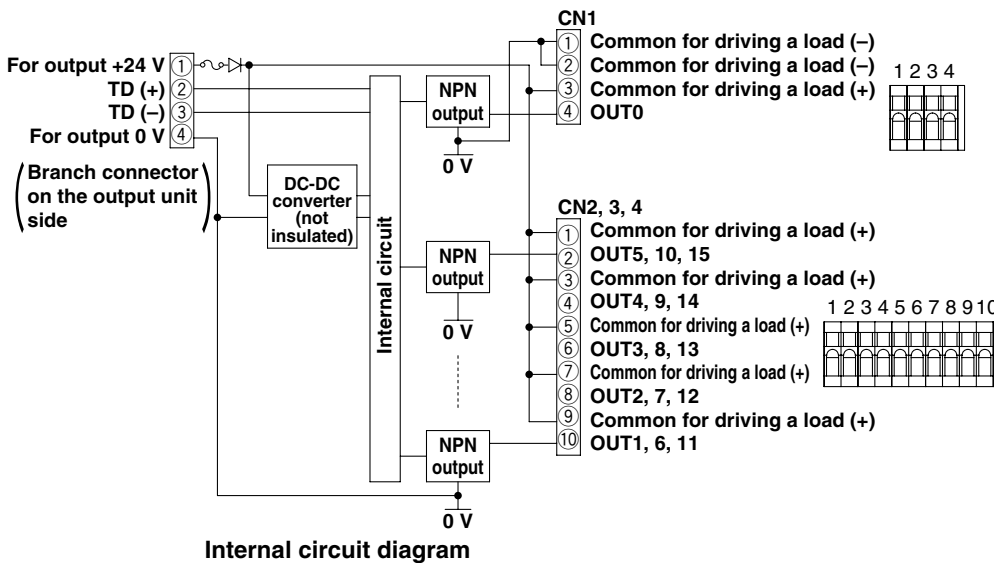 CN1
① Common for driving a load (–)
② Common for driving a load (–)
③ Common for driving a load (+)
④ OUT0
1 2 3 4
For output +24 V ①
TD (+) ②
TD (–) ③
For output 0 V ④
(Branch connector
on the output unit
side)
DC-DC
converter
(not
insulated)
Internal circuit
NPN
output
0 V
NPN
output
0 V
NPN
output
0 V
CN2, 3, 4
① Common for driving a load (+)
② OUT5, 10, 15
③ Common for driving a load (+)
④ OUT4, 9, 14
⑤ Common for driving a load (+)
⑥ OUT3, 8, 13
⑦ Common for driving a load (+)
⑧ OUT2, 7, 12
⑨ Common for driving a load (+)
⑩ OUT1, 6, 11
1 2 3 4 5 6 7 8 9 10
Internal circuit diagram